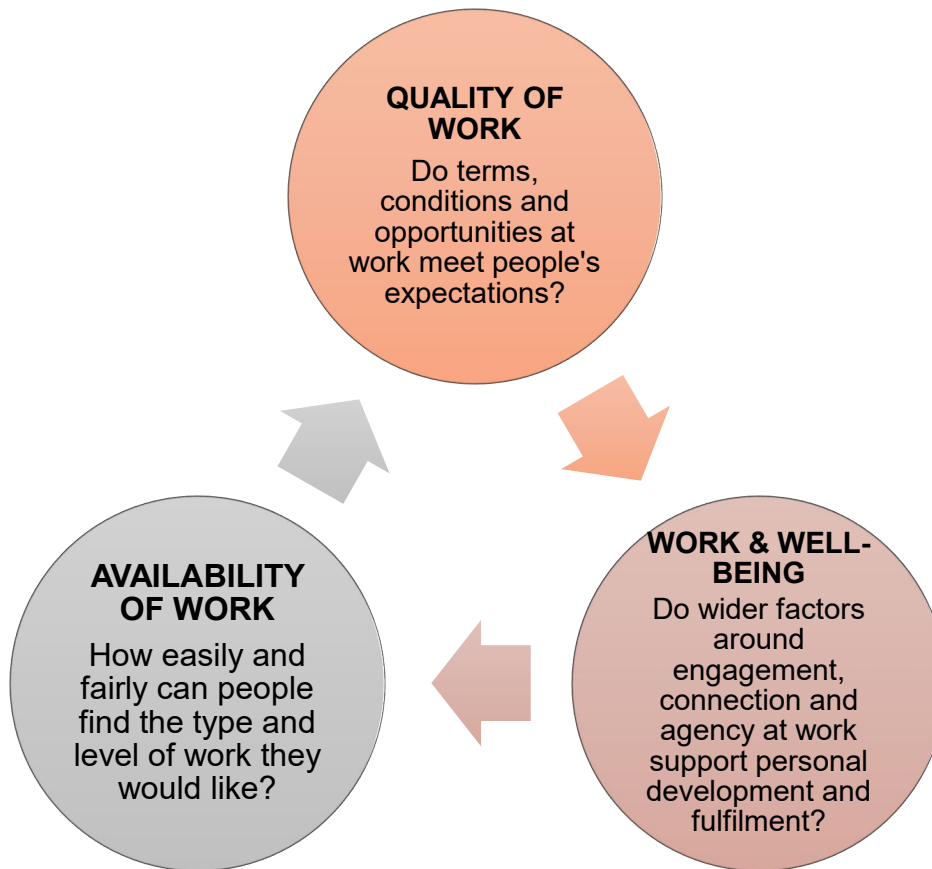 QUALITY OF
WORK
Do terms,
conditions and
opportunities at
work meet people's
expectations?
WORK & WELL-
BEING
Do wider factors
around
engagement,
connection and
agency at work
support personal
development and
fulfilment?
AVAILABILITY
OF WORK
How easily and
fairly can people
find the type and
level of work they
would like?